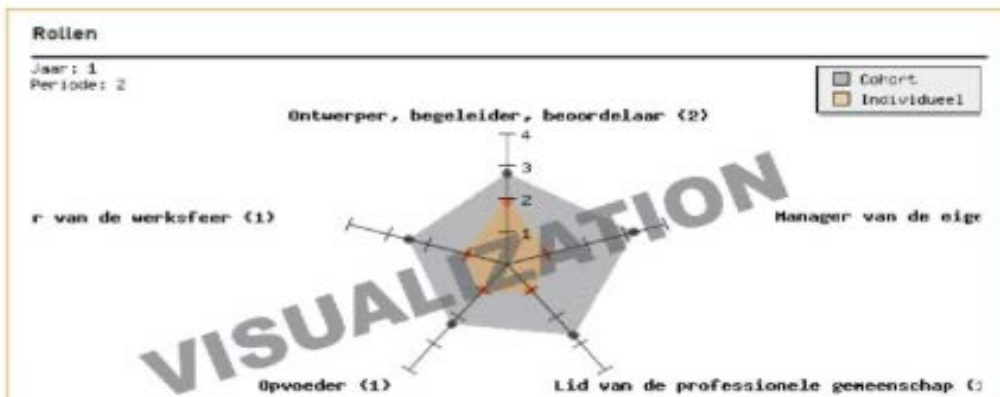 Rollen
Jaar: 1
Periode: 2
Cohort
Individueel
Ontwerper, begeleider, beoordelaar (2)
4
3
2
1
r van de werksfeer (1)
Manager van de eige
VISUALIZATION
Opvoeder (1)
Lid van de professionele gemeenschap (